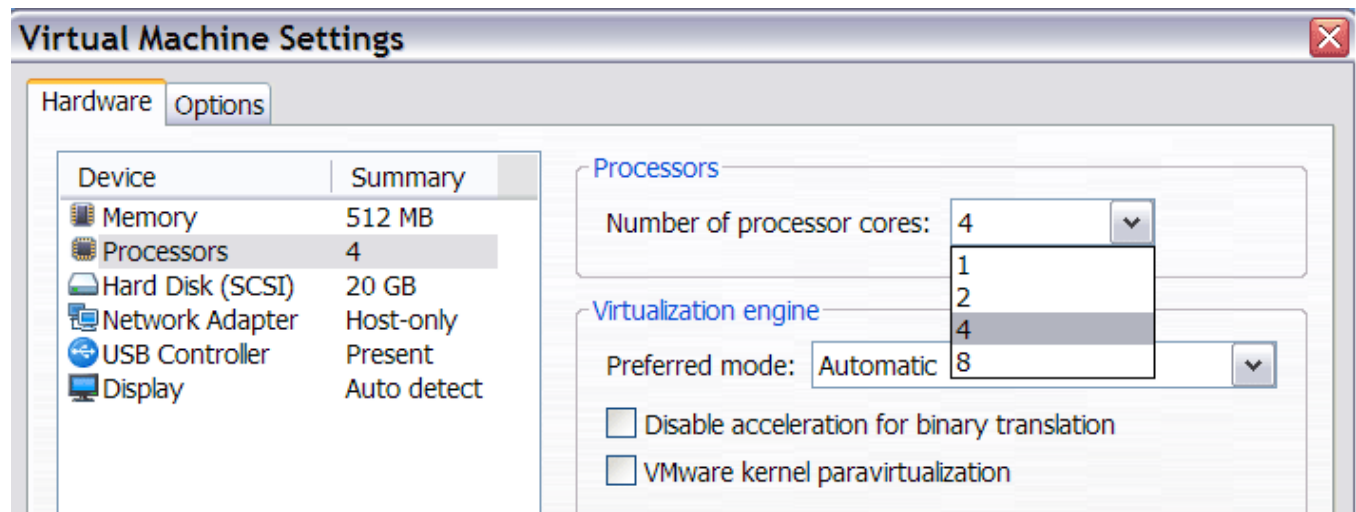 Virtual Machine Settings
Hardware Options
Device Summary
Memory 512 MB
Processors 4
Hard Disk (SCSI) 20 GB
Network Adapter Host-only
USB Controller Present
Display Auto detect
Processors
Number of processor cores: 4
1
2
4
8
Virtualization engine
Preferred mode: Automatic
Disable acceleration for binary translation
VMware kernel paravirtualization